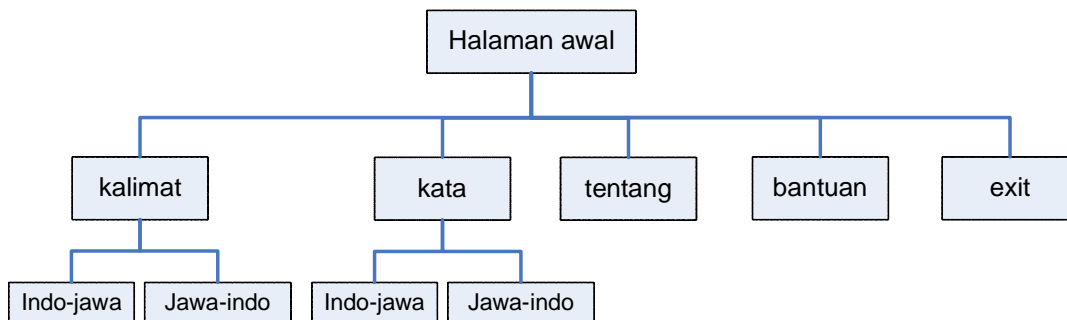 Halaman awal
kalimat
kata
tentang
bantuan
exit
Indo-jawa
Jawa-indo
Indo-jawa
Jawa-indo